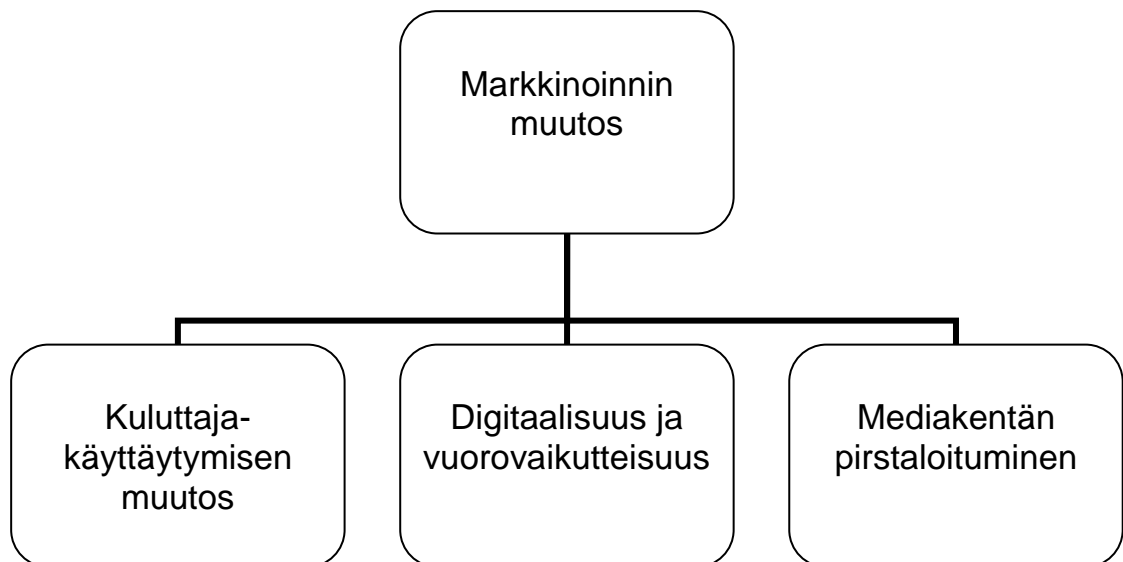 Markkinoinnin
muutos
Kuluttaja-
käyttäytymisen
muutos
Digitaalisuus ja
vuorovaikutteisuus
Mediakentän
pirstaloituminen